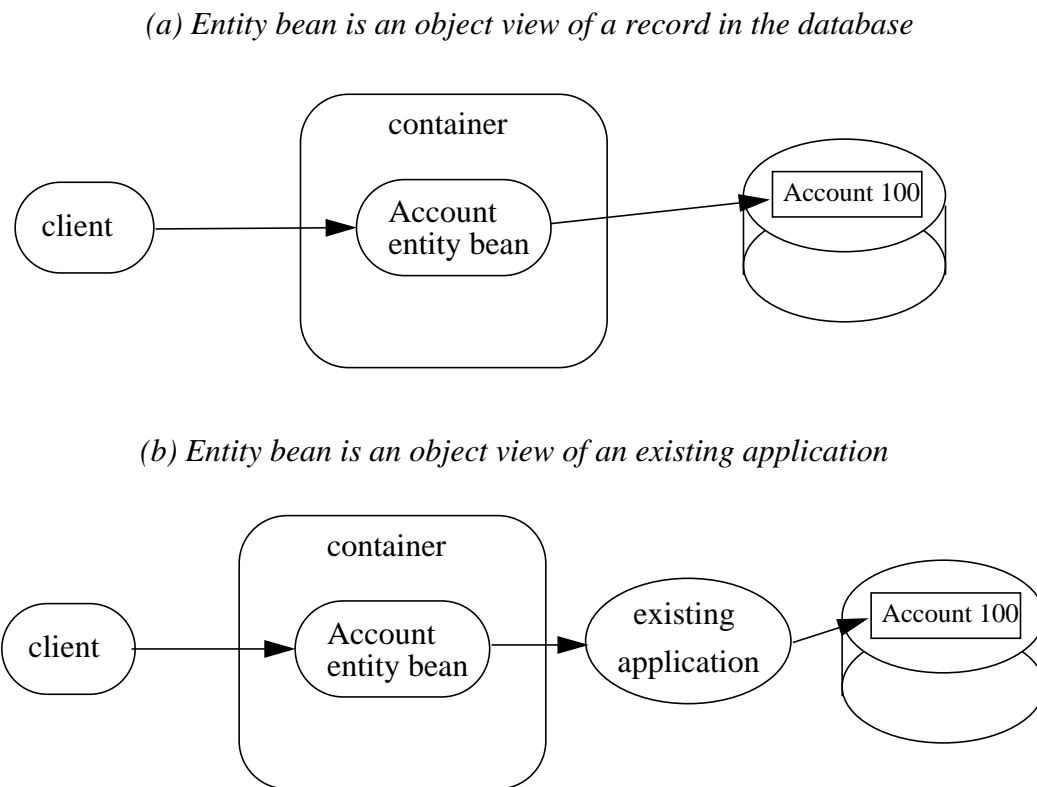 (a) Entity bean is an object view of a record in the database
container
client
Account
entity bean
Account 100
(b) Entity bean is an object view of an existing application
container
client
Account
entity bean
existing
application
Account 100